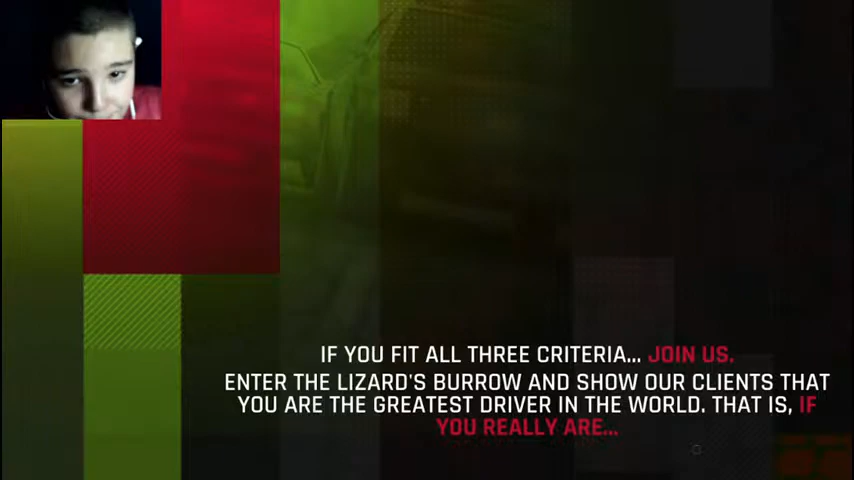 IF YOU FIT ALL THREE CRITERIA... JOIN US.
ENTER THE LIZARD'S BURROW AND SHOW OUR CLIENTS THAT
YOU ARE THE GREATEST DRIVER IN THE WORLD. THAT IS, IF
YOU REALLY ARE...